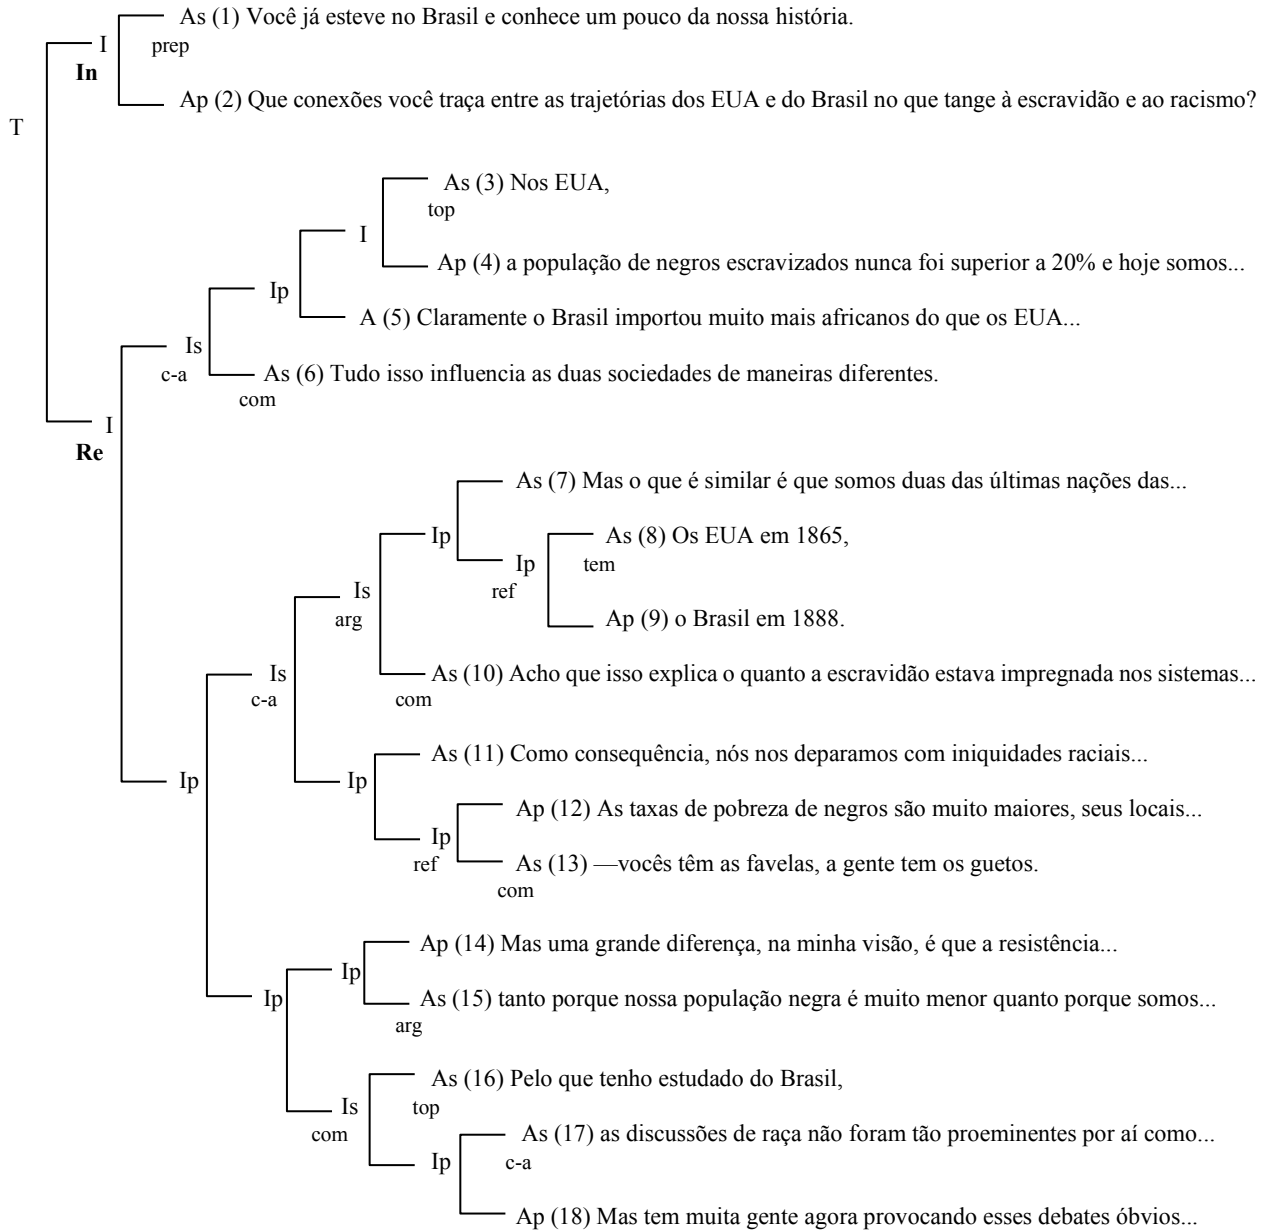 As (1) Você já esteve no Brasil e conhece um pouco da nossa história.
I prep
In
Ap (2) Que conexões você traça entre as trajetórias dos EUA e do Brasil no que tange à escravidão e ao racismo?
T
As (3) Nos EUA,
top
I
Ap (4) a população de negros escravizados nunca foi superior a 20% e hoje somos...
Ip
A (5) Claramente o Brasil importou muito mais africanos do que os EUA...
Is
c-a
As (6) Tudo isso influencia as duas sociedades de maneiras diferentes.
com
I
Re
As (7) Mas o que é similar é que somos duas das últimas nações das...
Ip
As (8) Os EUA em 1865,
Ip tem
ref
Is
arg
Ap (9) o Brasil em 1888.
Is
c-a
As (10) Acho que isso explica o quanto a escravidão estava impregnada nos sistemas...
com
As (11) Como consequência, nós nos deparamos com iniquidades raciais...
Ip
Ip
Ap (12) As taxas de pobreza de negros são muito maiores, seus locais...
Ip
ref
As (13) —vocês têm as favelas, a gente tem os guetos.
com
Ap (14) Mas uma grande diferença, na minha visão, é que a resistência...
Ip
Ip
As (15) tanto porque nossa população negra é muito menor quanto porque somos...
arg
As (16) Pelo que tenho estudado do Brasil,
Is top
com
As (17) as discussões de raça não foram tão proeminentes por aí como...
Ip c-a
Ap (18) Mas tem muita gente agora provocando esses debates óbvios...